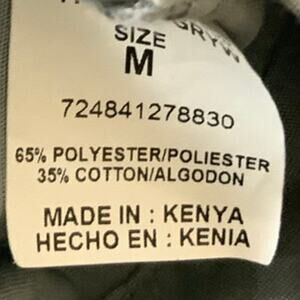 SIZE
M
724841278830
65% POLYESTER/POLIESTER
35% COTTON/ALGODON
MADE IN : KENYA
HECHO EN : KENIA